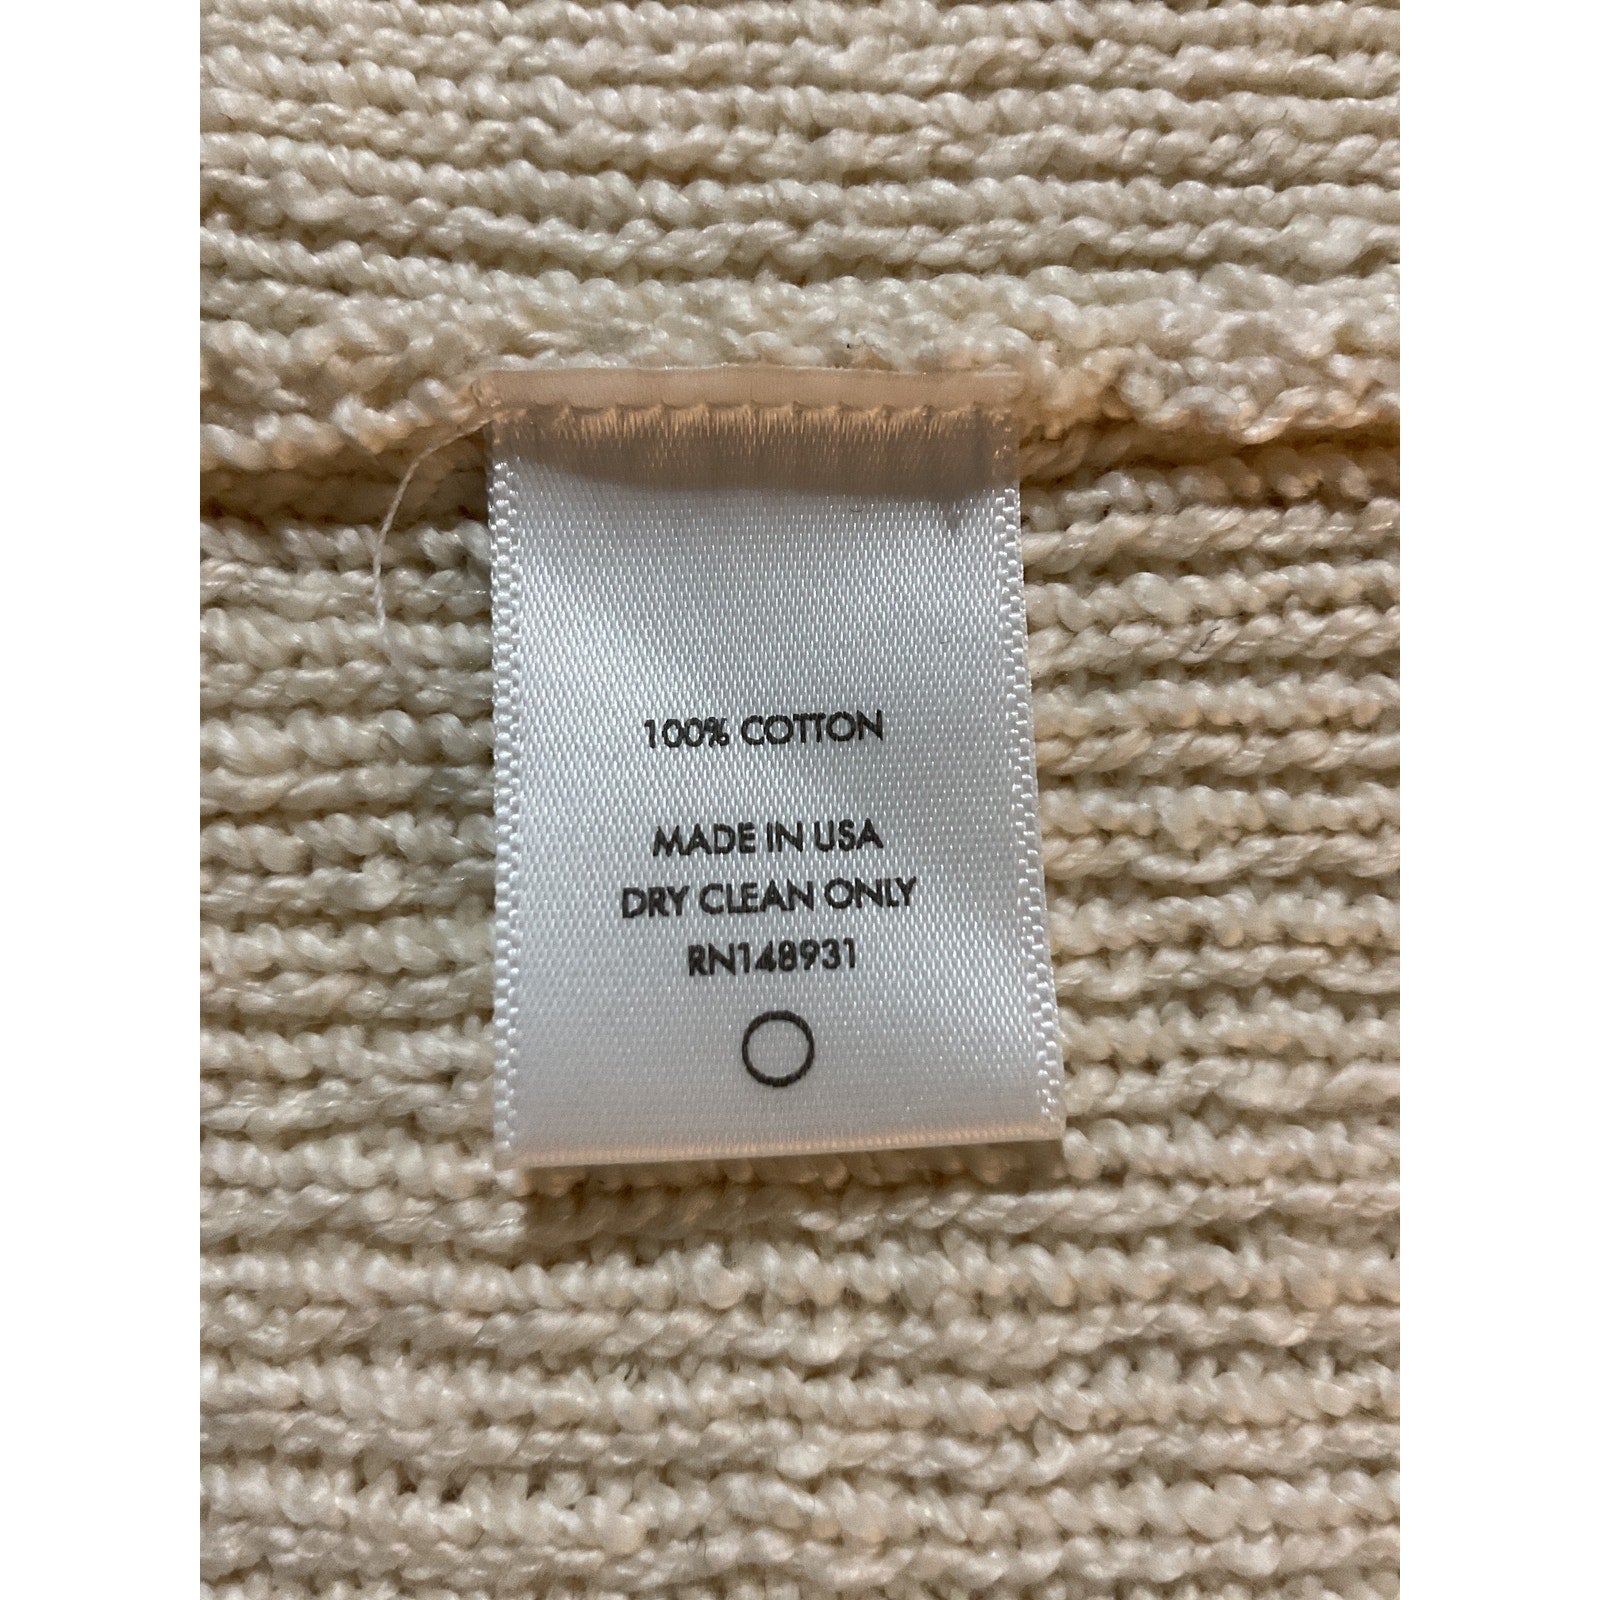 100% COTTON
MADE IN USA
DRY CLEAN ONLY
RN148931